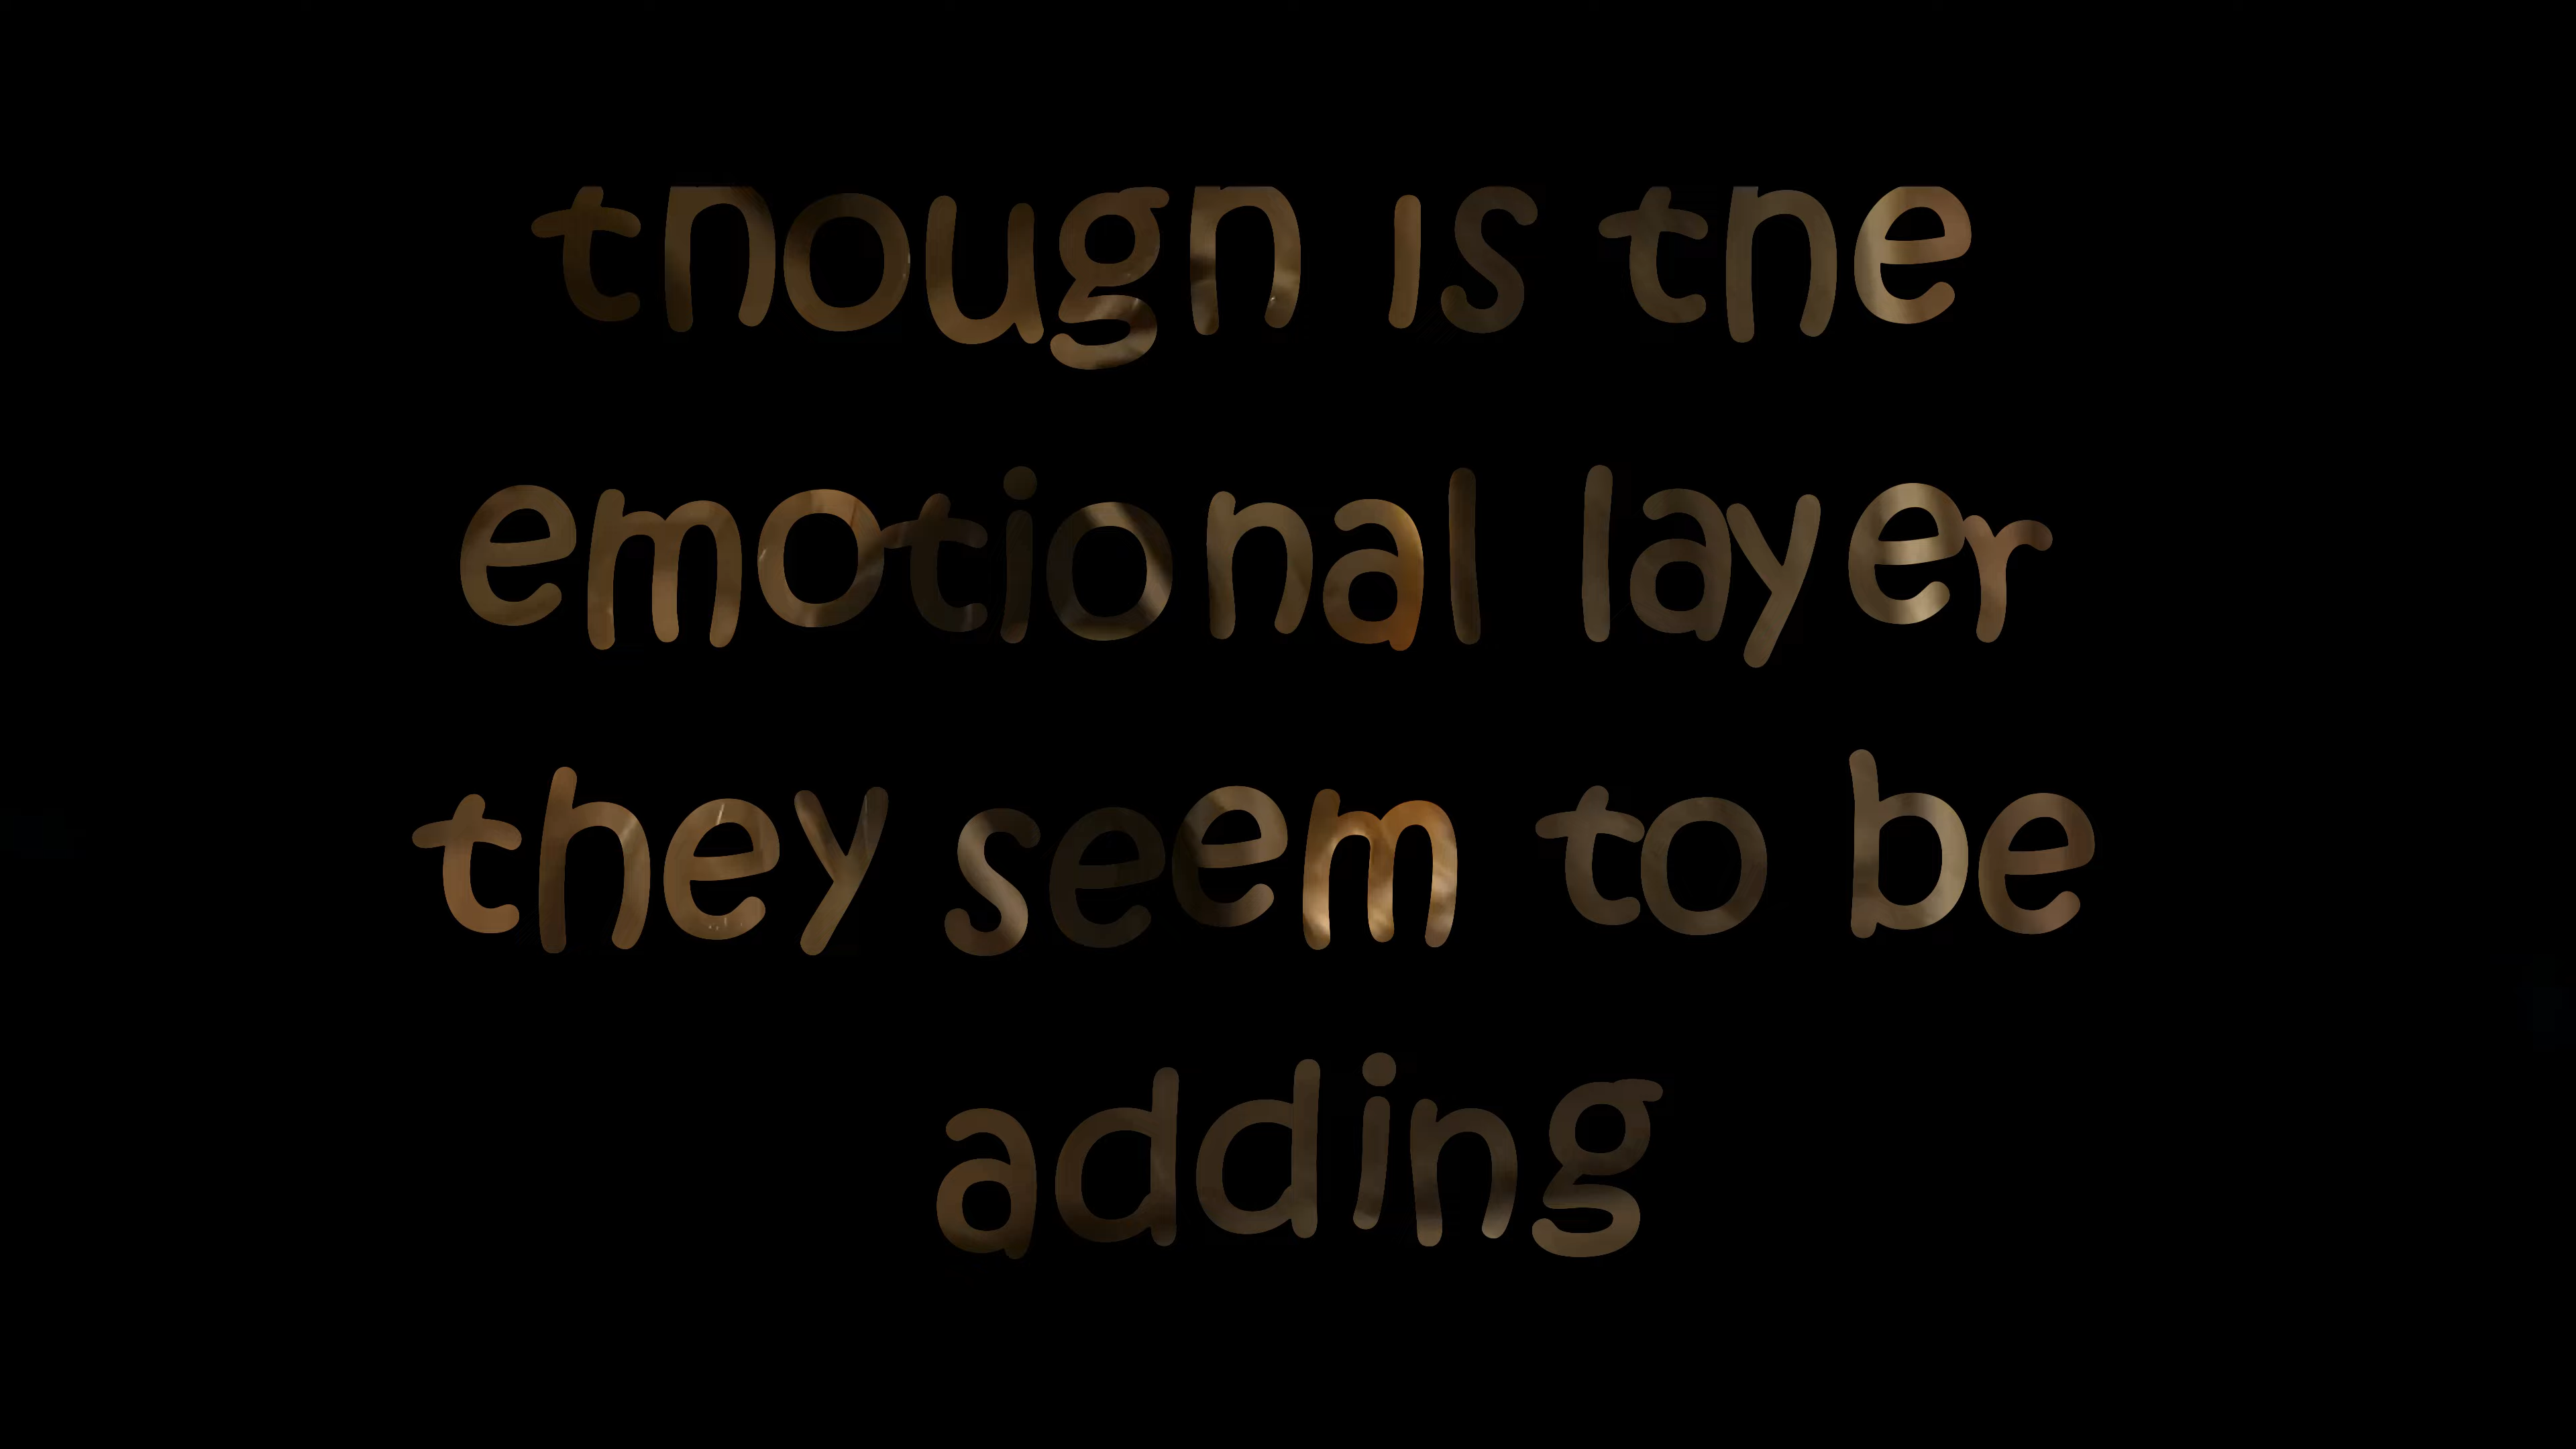 though is the
emotional layer
they seem to be
adding